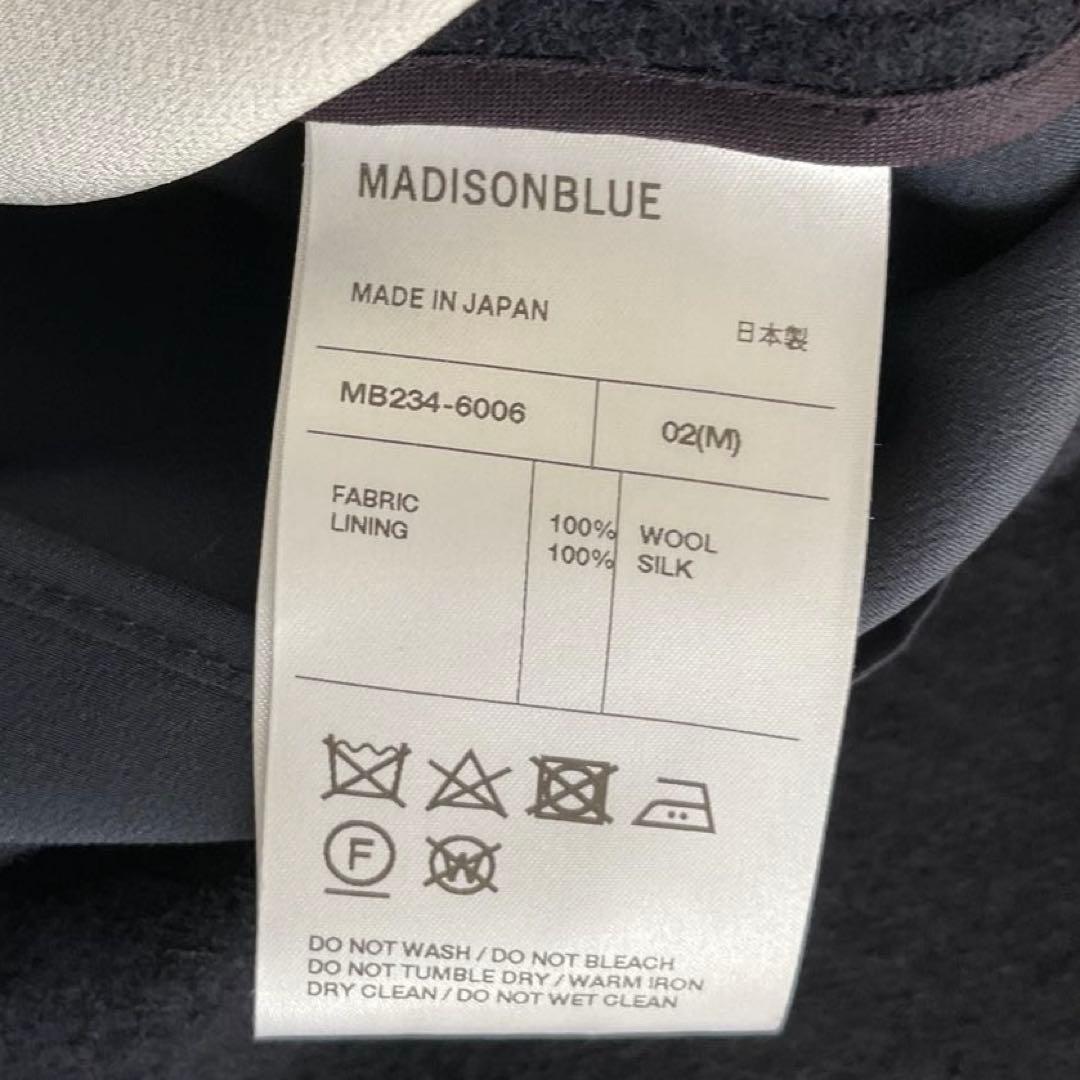 MADISONBLUE
MADE IN JAPAN 日本製
MB234-6006 02(M)
FABRIC 100% WOOL
LINING 100% SILK
F W
DO NOT WASH / DO NOT BLEACH
DO NOT TUMBLE DRY / WARM IRON
DRY CLEAN / DO NOT WET CLEAN